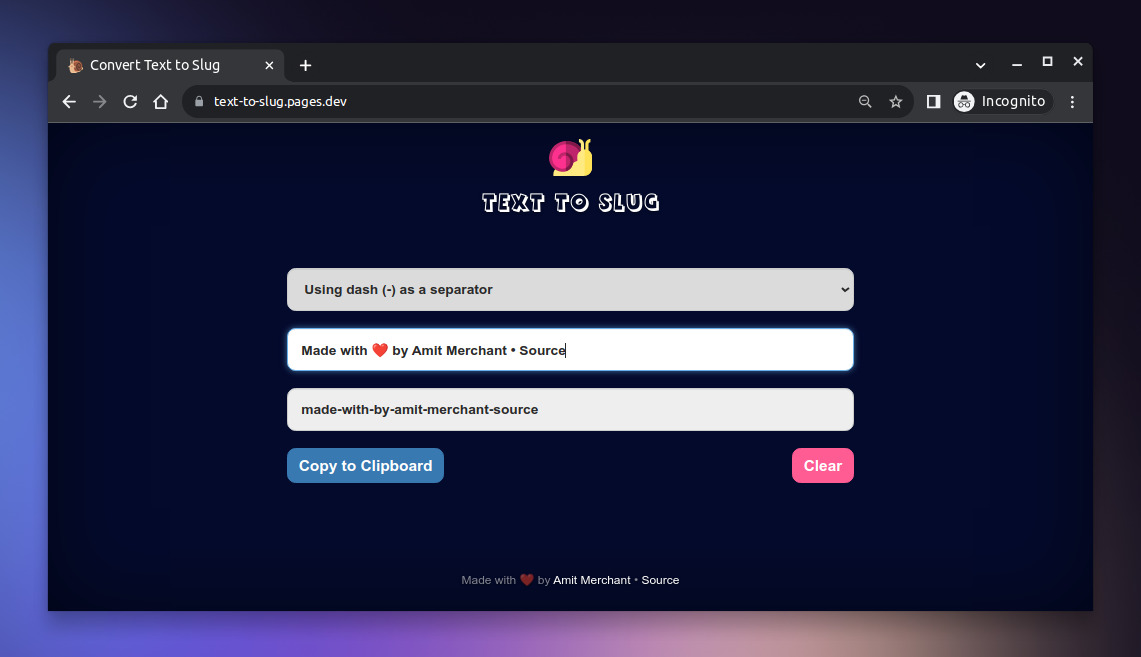 Convert Text to Slug
text-to-slug.pages.dev
Incognito
TEXT TO SLUG
Using dash (-) as a separator
Made with ❤️ by Amit Merchant • Source
made-with-by-amit-merchant-source
Copy to Clipboard
Clear
Made with ❤️ by Amit Merchant • Source